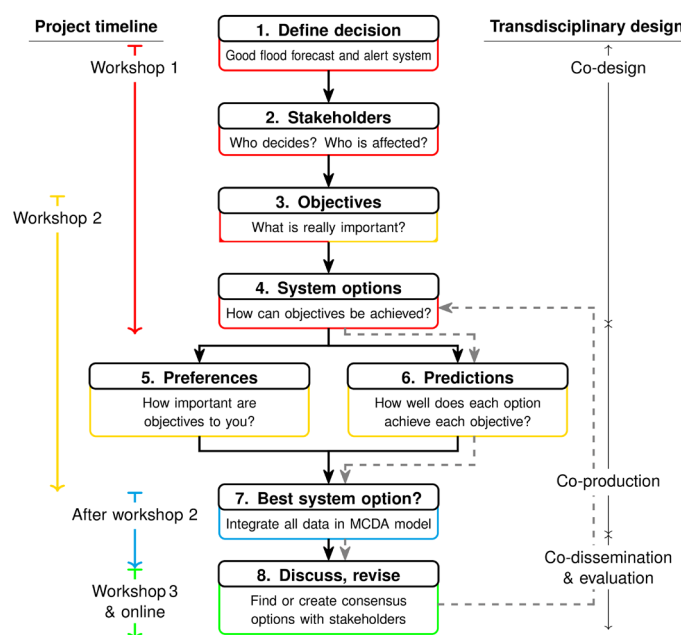 Project timeline
Transdisciplinary design
1. Define decision
Good flood forecast and alert system
Workshop 1
Co-design
2. Stakeholders
Who decides? Who is affected?
3. Objectives
What is really important?
Workshop 2
4. System options
How can objectives be achieved?
5. Preferences
How important are
objectives to you?
6. Predictions
How well does each option
achieve each objective?
Co-production
7. Best system option?
Integrate all data in MCDA model
After workshop 2
Co-dissemination
& evaluation
8. Discuss, revise
Find or create consensus
options with stakeholders
Workshop 3
& online